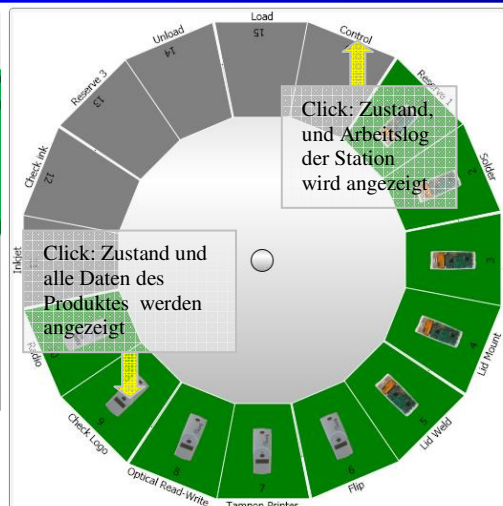 Load
15
Control
Unload
14
Reserve 3
13
Check ink
12
Inkjet
Reserve 1
Solder
2
3
4
Lid Mount
5
Lid Weld
6
Flip
7
Tampon Printer
8
Optical Read-Write
9
Check Logo
Radio
Click: Zustand,
und Arbeitslog
der Station
wird angezeigt
Click: Zustand und
alle Daten des
Produktes werden
angezeigt